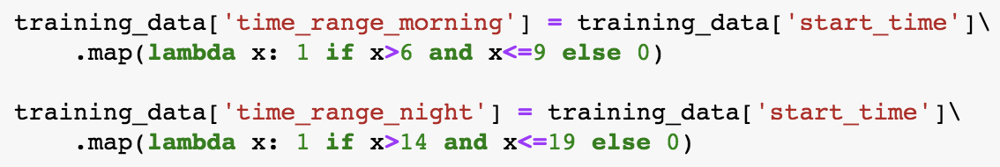 training_data['time_range_morning'] = training_data['start_time']\
    .map(lambda x: 1 if x>6 and x<=9 else 0)
training_data['time_range_night'] = training_data['start_time']\
    .map(lambda x: 1 if x>14 and x<=19 else 0)